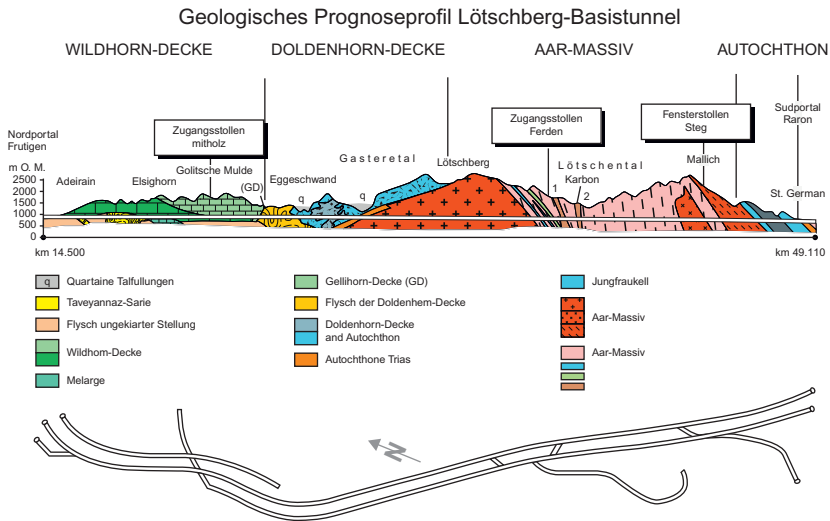 Geologisches Prognoseprofil Lötschberg-Basistunnel
WILDHORN-DECKE
DOLDENHORN-DECKE
AAR-MASSIV
AUTOCHTHON
Nordportal
Frutigen
Zugangsstollen
mitholz
Zugangsstollen
Ferden
Fensterstollen
Steg
Sudportal
Raron
Adeirain
Elsighorn
Golitsche Mulde
(GD)
Eggeschwand
Gasteretal
Lötschberg
Lötschental
Karbon
Mallich
St. German
q
q
1
2
m O. M.
2500
2000
1500
1000
500
0
km 14.500
km 49.110
q
Quartaine Talfullungen
Taveyannaz-Sarie
Flysch ungekiarter Stellung
Wildhom-Decke
Melarge
Gellihorn-Decke (GD)
Flysch der Doldenhem-Decke
Doldenhorn-Decke
and Autochthon
Autochthone Trias
Jungfraukell
Aar-Massiv
Aar-Massiv
N